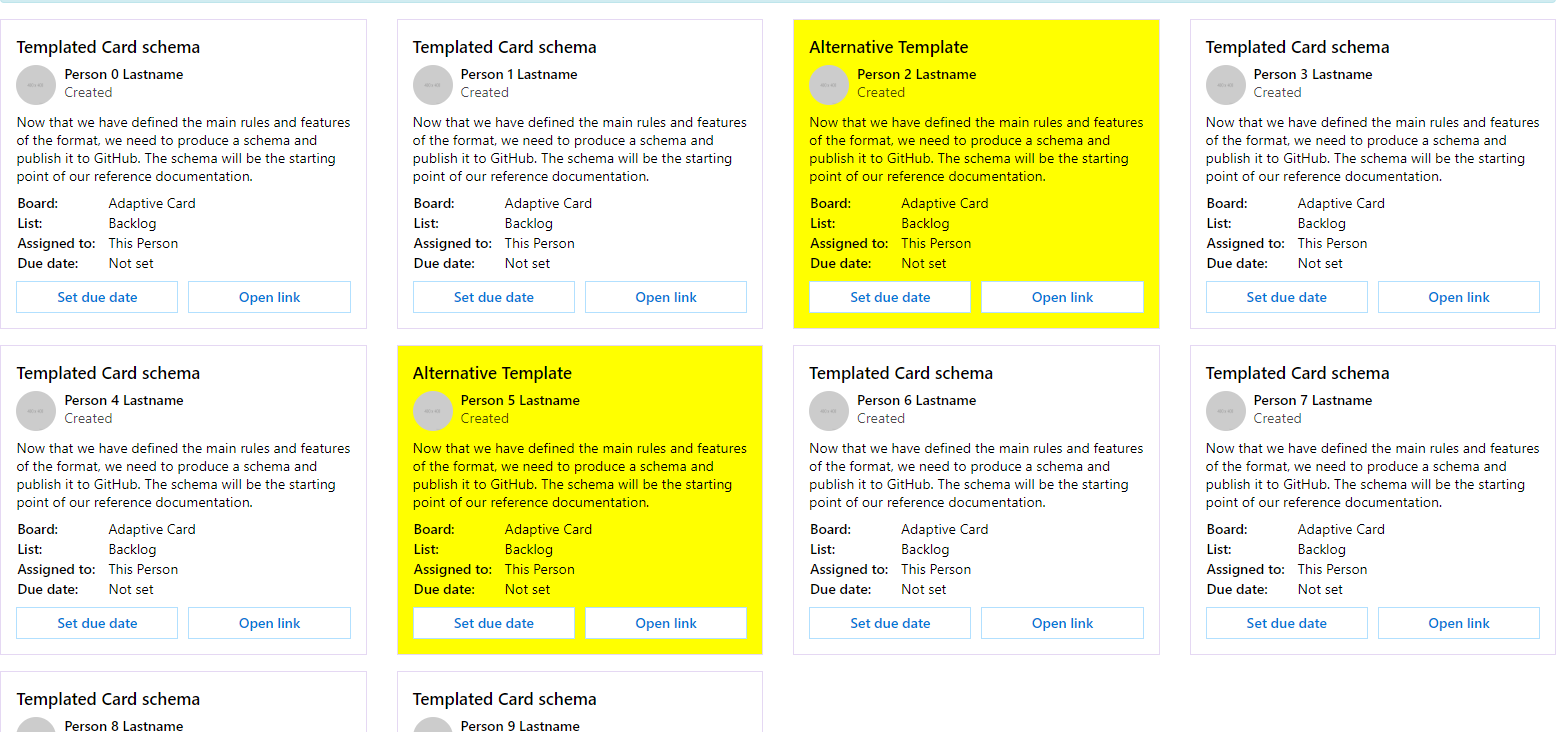 Templated Card schema
Person 0 Lastname
Created
Now that we have defined the main rules and features
of the format, we need to produce a schema and
publish it to GitHub. The schema will be the starting
point of our reference documentation.
Board: Adaptive Card
List: Backlog
Assigned to: This Person
Due date: Not set
Set due date Open link
Templated Card schema
Person 1 Lastname
Created
Now that we have defined the main rules and features
of the format, we need to produce a schema and
publish it to GitHub. The schema will be the starting
point of our reference documentation.
Board: Adaptive Card
List: Backlog
Assigned to: This Person
Due date: Not set
Set due date Open link
Alternative Template
Person 2 Lastname
Created
Now that we have defined the main rules and features
of the format, we need to produce a schema and
publish it to GitHub. The schema will be the starting
point of our reference documentation.
Board: Adaptive Card
List: Backlog
Assigned to: This Person
Due date: Not set
Set due date Open link
Templated Card schema
Person 3 Lastname
Created
Now that we have defined the main rules and features
of the format, we need to produce a schema and
publish it to GitHub. The schema will be the starting
point of our reference documentation.
Board: Adaptive Card
List: Backlog
Assigned to: This Person
Due date: Not set
Set due date Open link
Templated Card schema
Person 4 Lastname
Created
Now that we have defined the main rules and features
of the format, we need to produce a schema and
publish it to GitHub. The schema will be the starting
point of our reference documentation.
Board: Adaptive Card
List: Backlog
Assigned to: This Person
Due date: Not set
Set due date Open link
Alternative Template
Person 5 Lastname
Created
Now that we have defined the main rules and features
of the format, we need to produce a schema and
publish it to GitHub. The schema will be the starting
point of our reference documentation.
Board: Adaptive Card
List: Backlog
Assigned to: This Person
Due date: Not set
Set due date Open link
Templated Card schema
Person 6 Lastname
Created
Now that we have defined the main rules and features
of the format, we need to produce a schema and
publish it to GitHub. The schema will be the starting
point of our reference documentation.
Board: Adaptive Card
List: Backlog
Assigned to: This Person
Due date: Not set
Set due date Open link
Templated Card schema
Person 7 Lastname
Created
Now that we have defined the main rules and features
of the format, we need to produce a schema and
publish it to GitHub. The schema will be the starting
point of our reference documentation.
Board: Adaptive Card
List: Backlog
Assigned to: This Person
Due date: Not set
Set due date Open link
Templated Card schema
Person 8 Lastname
Templated Card schema
Person 9 Lastname